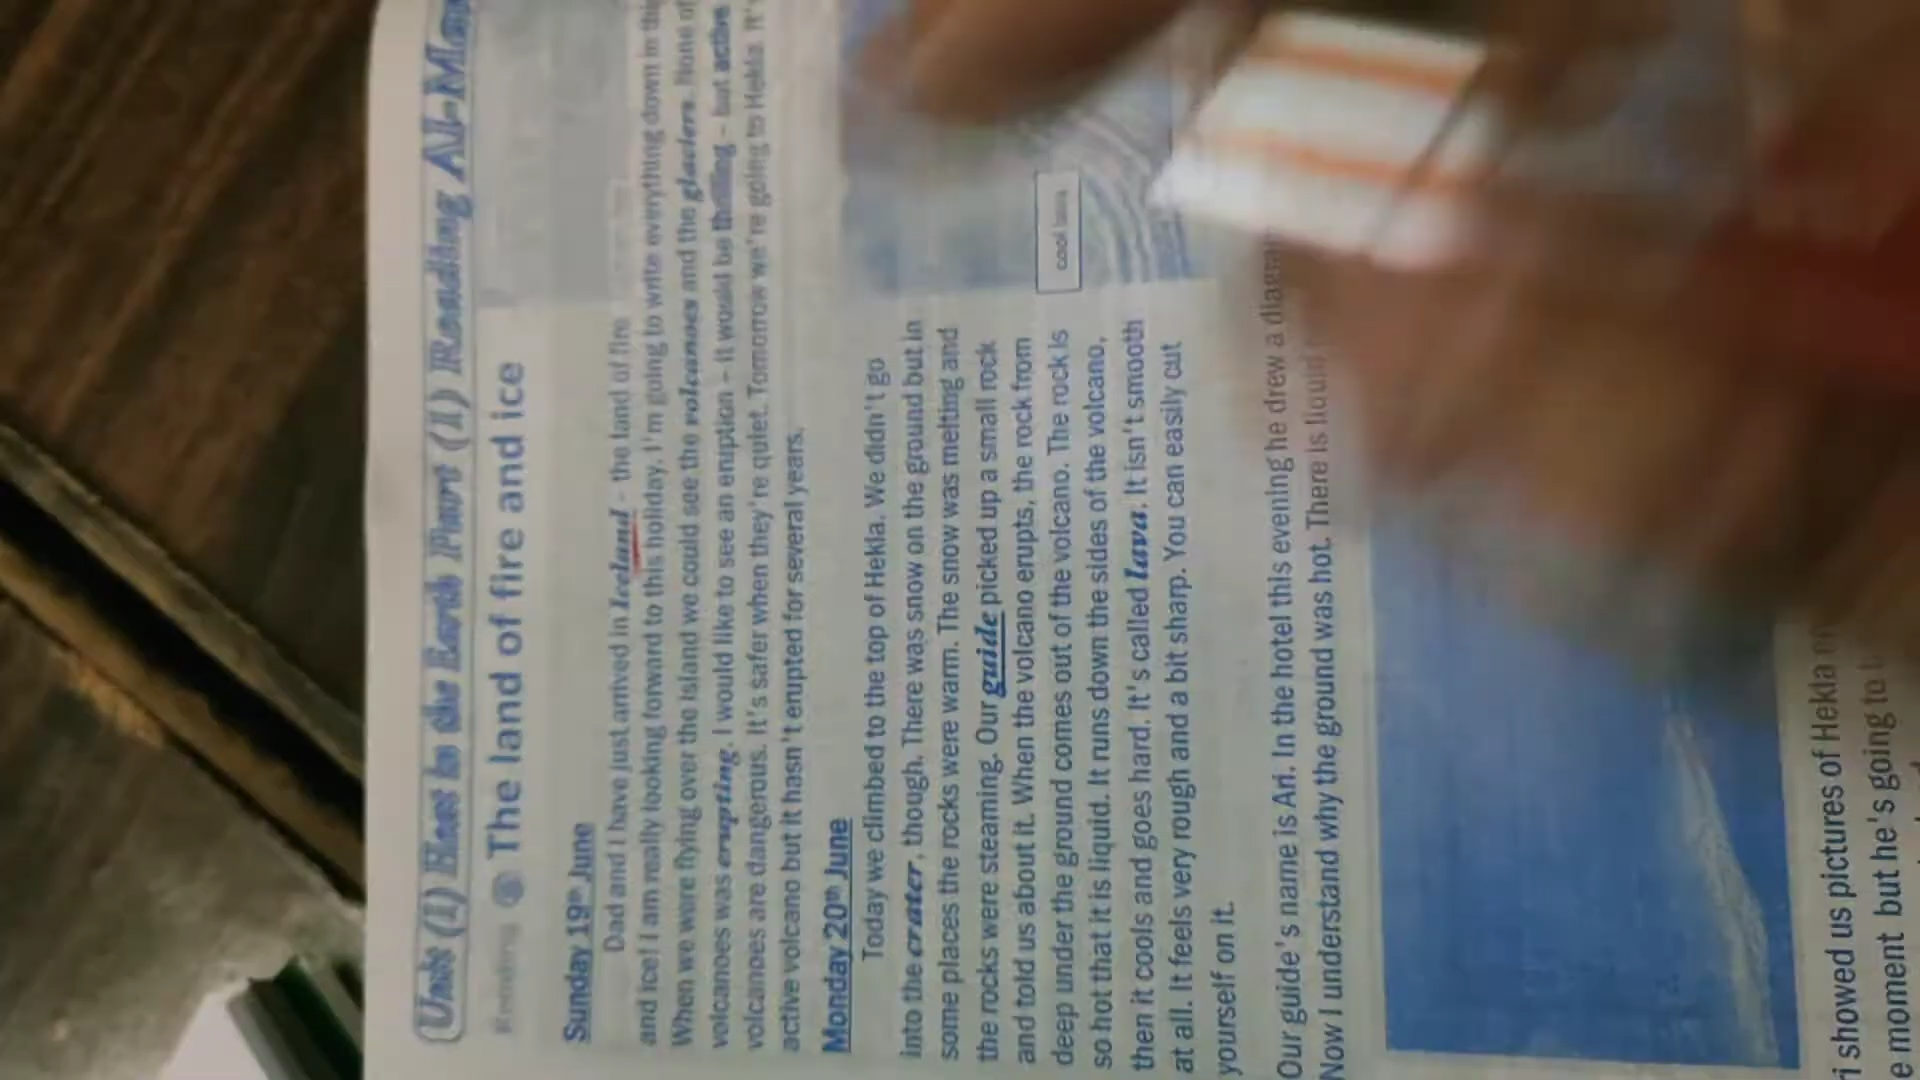 Unit (1) Heat in the Earth Part (1) Reading Al-
Reading The land of fire and ice
Sunday 19th June
Dad and I have just arrived in Iceland - the land of fire
and ice! I am really looking forward to this holiday. I'm going to write everything down in this
When we were flying over the island we could see the volcanoes and the glaciers. None of
volcanoes was erupting. I would like to see an eruption - it would be thrilling - but active
volcanoes are dangerous. It's safer when they're quiet. Tomorrow we're going to Hekla. It's
active volcano but it hasn't erupted for several years.
Monday 20th June
Today we climbed to the top of Hekla. We didn't go
into the crater, though. There was snow on the ground but in
some places the rocks were warm. The snow was melting and
the rocks were steaming. Our guide picked up a small rock
and told us about it. When the volcano erupts, the rock from
deep under the ground comes out of the volcano. The rock is
so hot that it is liquid. It runs down the sides of the volcano,
then it cools and goes hard. It's called lava. It isn't smooth
at all. It feels very rough and a bit sharp. You can easily cut
yourself on it.
cool lava
Our guide's name is Ari. In the hotel this evening he drew a
Now I understand why the ground was hot. There is liquid
showed us pictures of Hekla
moment but he's going to